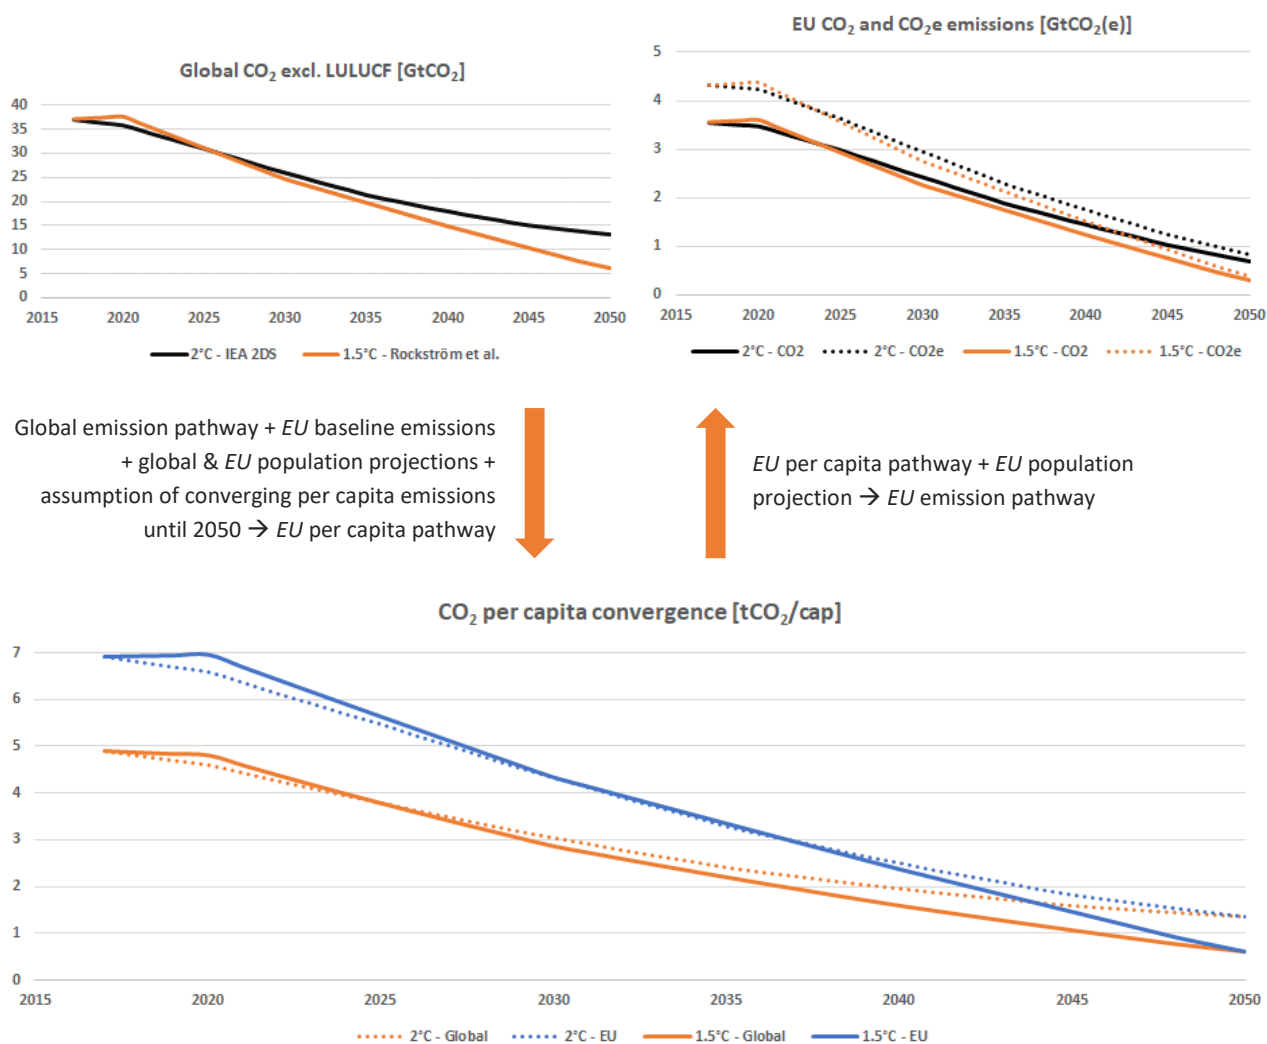 Global CO₂ excl. LULUCF [GtCO₂]
40
35
30
25
20
15
10
5
0
2015 2020 2025 2030 2035 2040 2045 2050
2°C - IEA 2DS 1.5°C - Rockström et al.
EU CO₂ and CO₂e emissions [GtCO₂(e)]
5
4
3
2
1
0
2015 2020 2025 2030 2035 2040 2045 2050
2°C - CO2 2°C - CO2e 1.5°C - CO2 1.5°C - CO2e
Global emission pathway + EU baseline emissions
+ global & EU population projections +
assumption of converging per capita emissions
until 2050 → EU per capita pathway
EU per capita pathway + EU population
projection → EU emission pathway
CO₂ per capita convergence [tCO₂/cap]
7
6
5
4
3
2
1
0
2015 2020 2025 2030 2035 2040 2045 2050
2°C - Global 2°C - EU 1.5°C - Global 1.5°C - EU